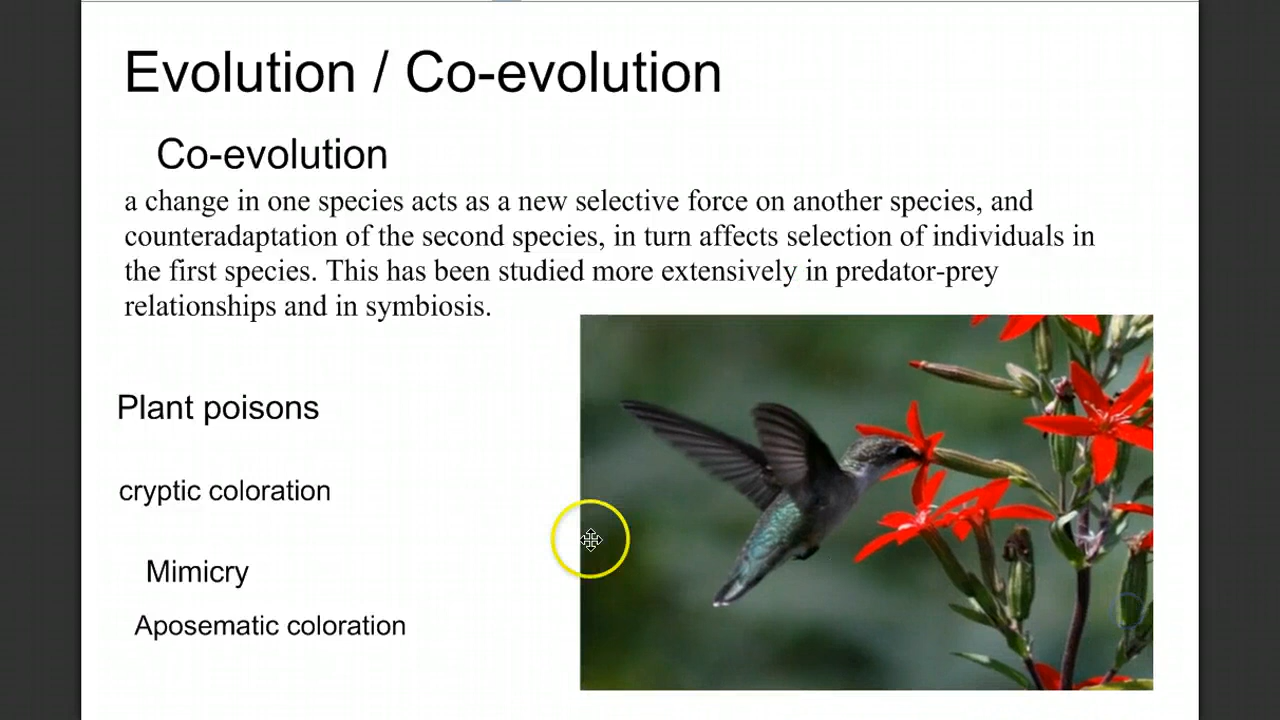 Evolution / Co-evolution
Co-evolution
a change in one species acts as a new selective force on another species, and
counteradaptation of the second species, in turn affects selection of individuals in
the first species. This has been studied more extensively in predator-prey
relationships and in symbiosis.
Plant poisons
cryptic coloration
Mimicry
Aposematic coloration